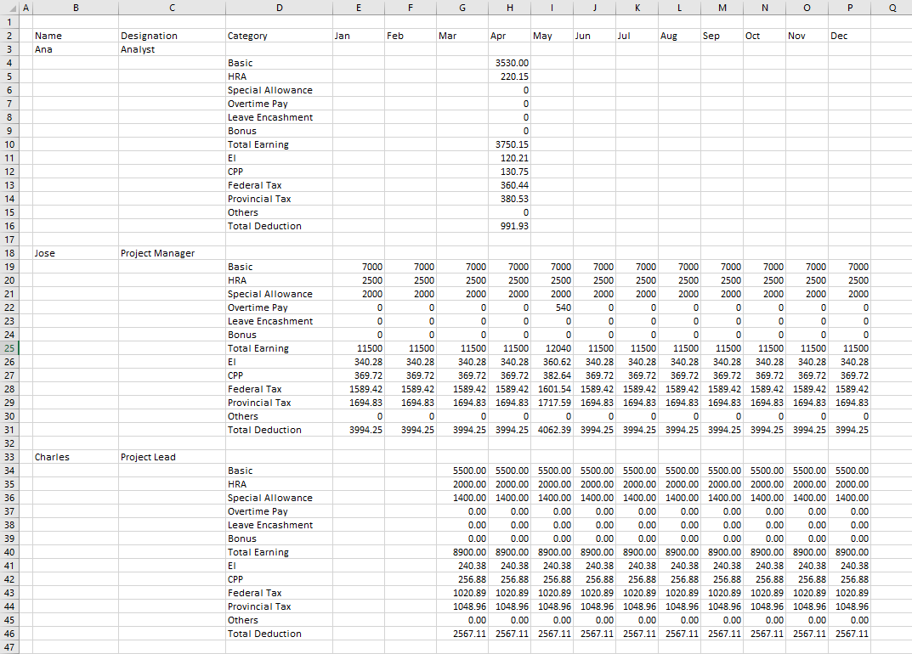 A B C D E F G H I J K L M N O P Q
1
2 Name Designation Category Jan Feb Mar Apr May Jun Jul Aug Sep Oct Nov Dec
3 Ana Analyst
4 Basic 3530.00
5 HRA 220.15
6 Special Allowance 0
7 Overtime Pay 0
8 Leave Encashment 0
9 Bonus 0
10 Total Earning 3750.15
11 EI 120.21
12 CPP 130.75
13 Federal Tax 360.44
14 Provincial Tax 380.53
15 Others 0
16 Total Deduction 991.93
17
18 Jose Project Manager
19 Basic 7000 7000 7000 7000 7000 7000 7000 7000 7000 7000 7000 7000
20 HRA 2500 2500 2500 2500 2500 2500 2500 2500 2500 2500 2500 2500
21 Special Allowance 2000 2000 2000 2000 2000 2000 2000 2000 2000 2000 2000 2000
22 Overtime Pay 0 0 0 0 540 0 0 0 0 0 0 0
23 Leave Encashment 0 0 0 0 0 0 0 0 0 0 0 0
24 Bonus 0 0 0 0 0 0 0 0 0 0 0 0
25 Total Earning 11500 11500 11500 11500 12040 11500 11500 11500 11500 11500 11500 11500
26 EI 340.28 340.28 340.28 340.28 360.62 340.28 340.28 340.28 340.28 340.28 340.28 340.28
27 CPP 369.72 369.72 369.72 369.72 382.64 369.72 369.72 369.72 369.72 369.72 369.72 369.72
28 Federal Tax 1589.42 1589.42 1589.42 1589.42 1601.54 1589.42 1589.42 1589.42 1589.42 1589.42 1589.42 1589.42
29 Provincial Tax 1694.83 1694.83 1694.83 1694.83 1717.59 1694.83 1694.83 1694.83 1694.83 1694.83 1694.83 1694.83
30 Others 0 0 0 0 0 0 0 0 0 0 0 0
31 Total Deduction 3994.25 3994.25 3994.25 3994.25 4062.39 3994.25 3994.25 3994.25 3994.25 3994.25 3994.25 3994.25
32
33 Charles Project Lead
34 Basic 5500.00 5500.00 5500.00 5500.00 5500.00 5500.00 5500.00 5500.00 5500.00 5500.00
35 HRA 2000.00 2000.00 2000.00 2000.00 2000.00 2000.00 2000.00 2000.00 2000.00 2000.00
36 Special Allowance 1400.00 1400.00 1400.00 1400.00 1400.00 1400.00 1400.00 1400.00 1400.00 1400.00
37 Overtime Pay 0.00 0.00 0.00 0.00 0.00 0.00 0.00 0.00 0.00 0.00
38 Leave Encashment 0.00 0.00 0.00 0.00 0.00 0.00 0.00 0.00 0.00 0.00
39 Bonus 0.00 0.00 0.00 0.00 0.00 0.00 0.00 0.00 0.00 0.00
40 Total Earning 8900.00 8900.00 8900.00 8900.00 8900.00 8900.00 8900.00 8900.00 8900.00 8900.00
41 EI 240.38 240.38 240.38 240.38 240.38 240.38 240.38 240.38 240.38 240.38
42 CPP 256.88 256.88 256.88 256.88 256.88 256.88 256.88 256.88 256.88 256.88
43 Federal Tax 1020.89 1020.89 1020.89 1020.89 1020.89 1020.89 1020.89 1020.89 1020.89 1020.89
44 Provincial Tax 1048.96 1048.96 1048.96 1048.96 1048.96 1048.96 1048.96 1048.96 1048.96 1048.96
45 Others 0.00 0.00 0.00 0.00 0.00 0.00 0.00 0.00 0.00 0.00
46 Total Deduction 2567.11 2567.11 2567.11 2567.11 2567.11 2567.11 2567.11 2567.11 2567.11 2567.11
47